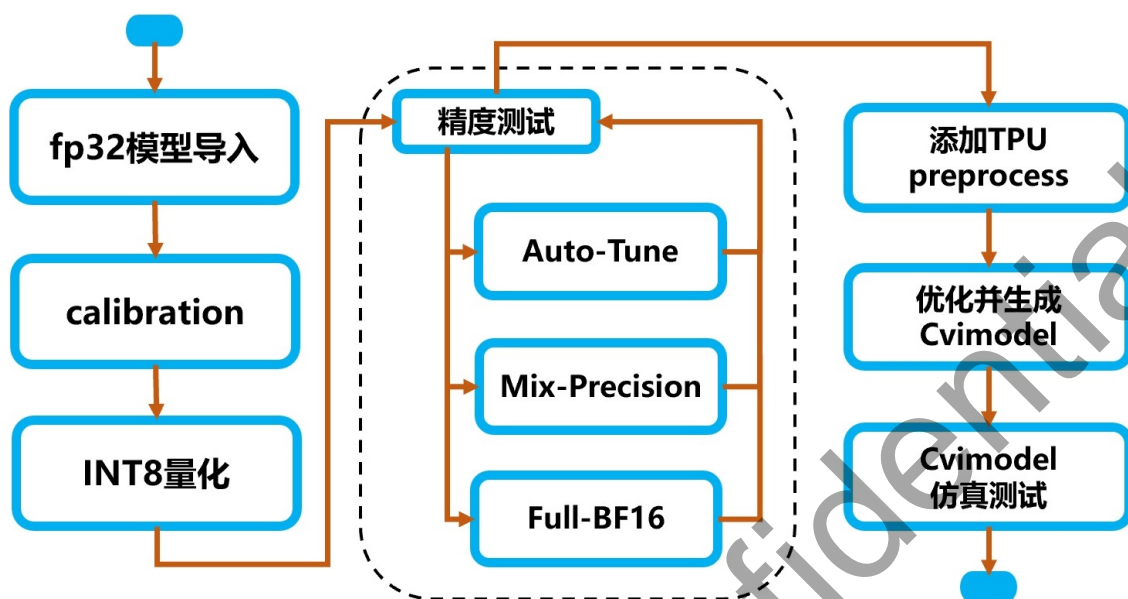 fp32模型导入
calibration
INT8量化
精度测试
Auto-Tune
Mix-Precision
Full-BF16
添加TPU
preprocess
优化并生成
Cvimodel
Cvimodel
仿真测试
fidential